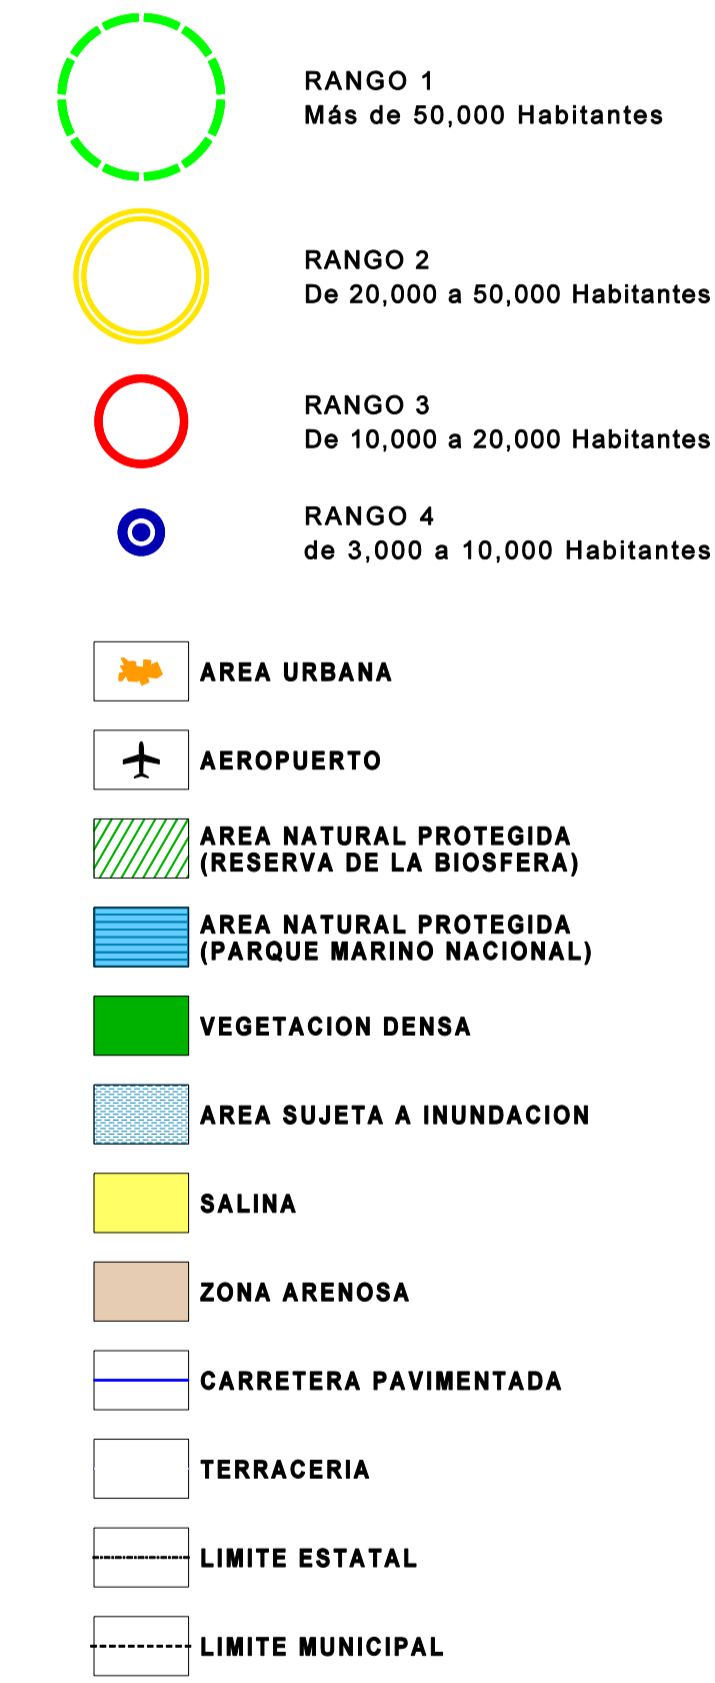 RANGO 1
Más de 50,000 Habitantes
RANGO 2
De 20,000 a 50,000 Habitantes
RANGO 3
De 10,000 a 20,000 Habitantes
RANGO 4
de 3,000 a 10,000 Habitantes
AREA URBANA
AEROPUERTO
AREA NATURAL PROTEGIDA
(RESERVA DE LA BIOSFERA)
AREA NATURAL PROTEGIDA
(PARQUE MARINO NACIONAL)
VEGETACION DENSA
AREA SUJETA A INUNDACION
SALINA
ZONA ARENOSA
CARRETERA PAVIMENTADA
TERRACERIA
LIMITE ESTATAL
LIMITE MUNICIPAL